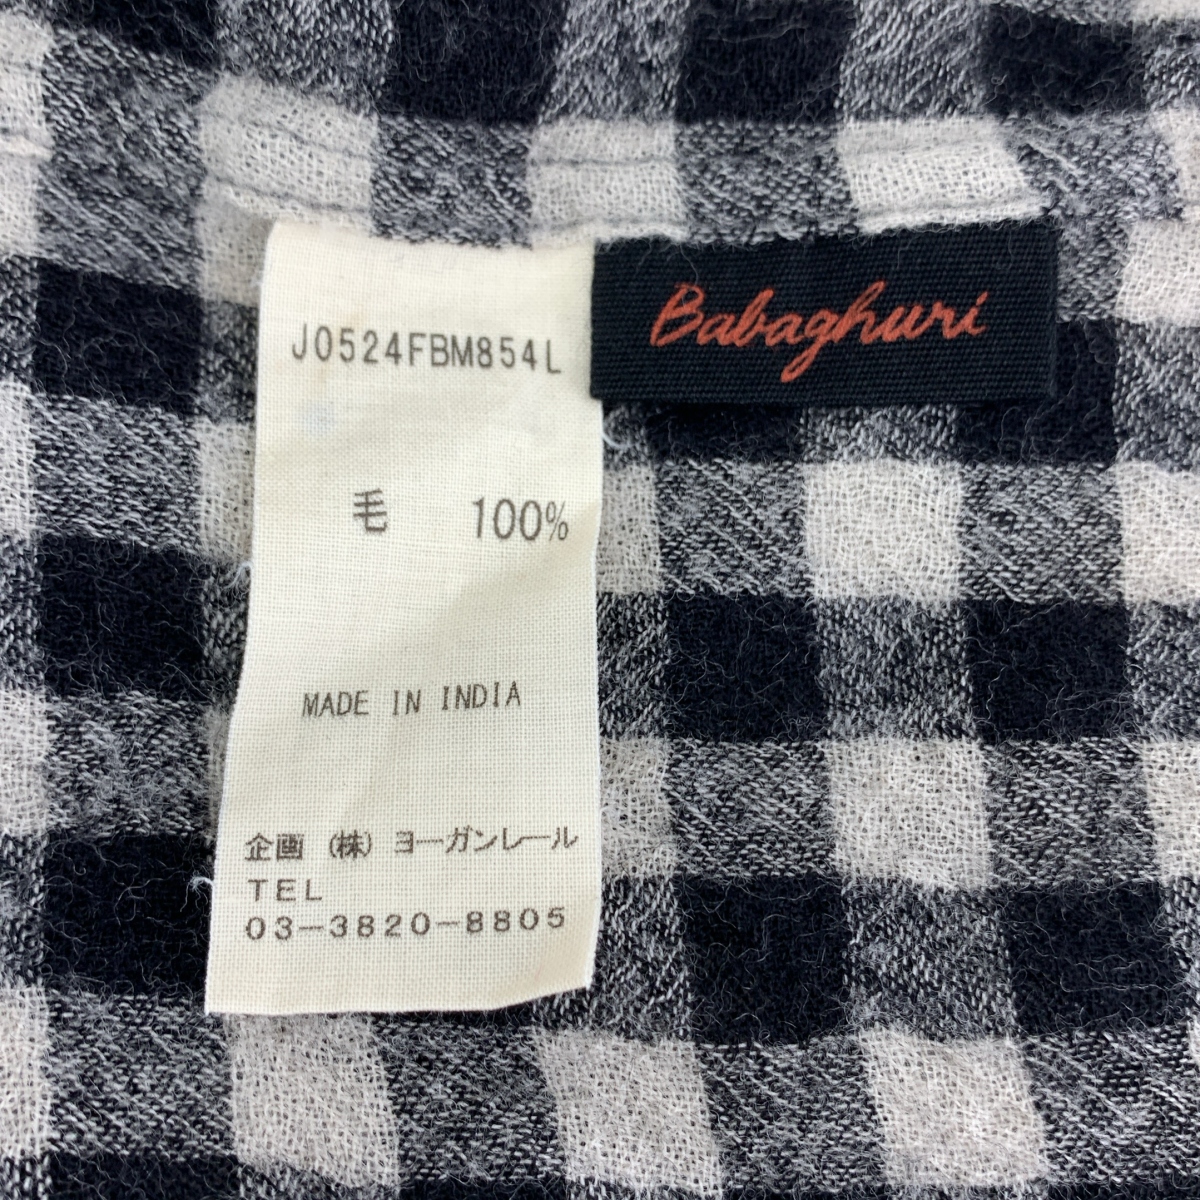 J0524FBM854L
毛 100%
MADE IN INDIA
企画 (株) ヨーガンレール
TEL
03-3820-8805
Babaghuri